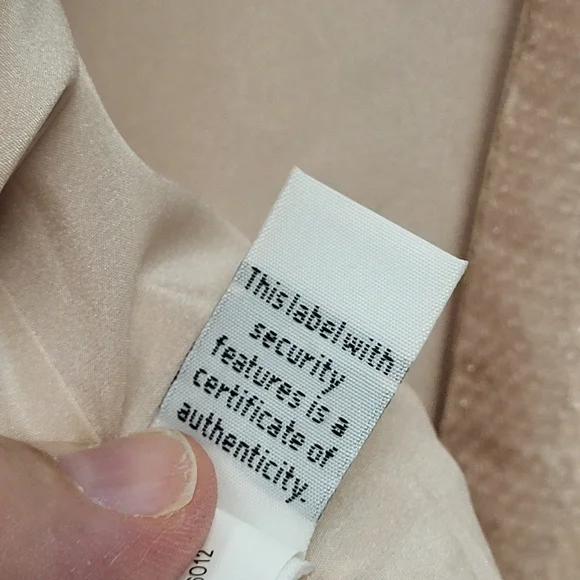 This label with
security
features is a
certificate of
authenticity.